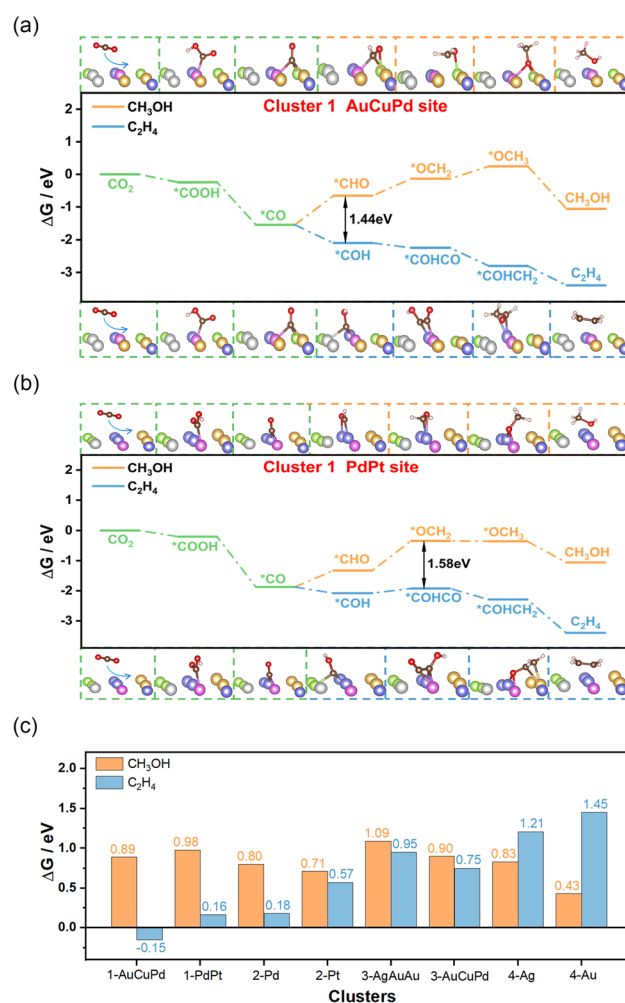 (a)
CH₃OH
C₂H₄
Cluster 1 AuCuPd site
2
1
0
-1
-2
-3
ΔG / eV
CO₂
*COOH
*CO
*CHO
*OCH₂
*OCH₃
CH₃OH
1.44eV
*COH
*COHCO
*COHCH₂
C₂H₄
(b)
CH₃OH
C₂H₄
Cluster 1 PdPt site
2
1
0
-1
-2
-3
ΔG / eV
CO₂
*COOH
*CO
*CHO
*OCH₂
*OCH₃
CH₃OH
1.58eV
*COH
*COHCO
*COHCH₂
C₂H₄
(c)
CH₃OH
C₂H₄
2.0
1.5
1.0
0.5
0.0
ΔG / eV
0.89
-0.15
0.98
0.16
0.80
0.18
0.71
0.57
1.09
0.95
0.90
0.75
0.83
1.21
0.43
1.45
1-AuCuPd 1-PdPt 2-Pd 2-Pt 3-AgAuAu 3-AuCuPd 4-Ag 4-Au
Clusters